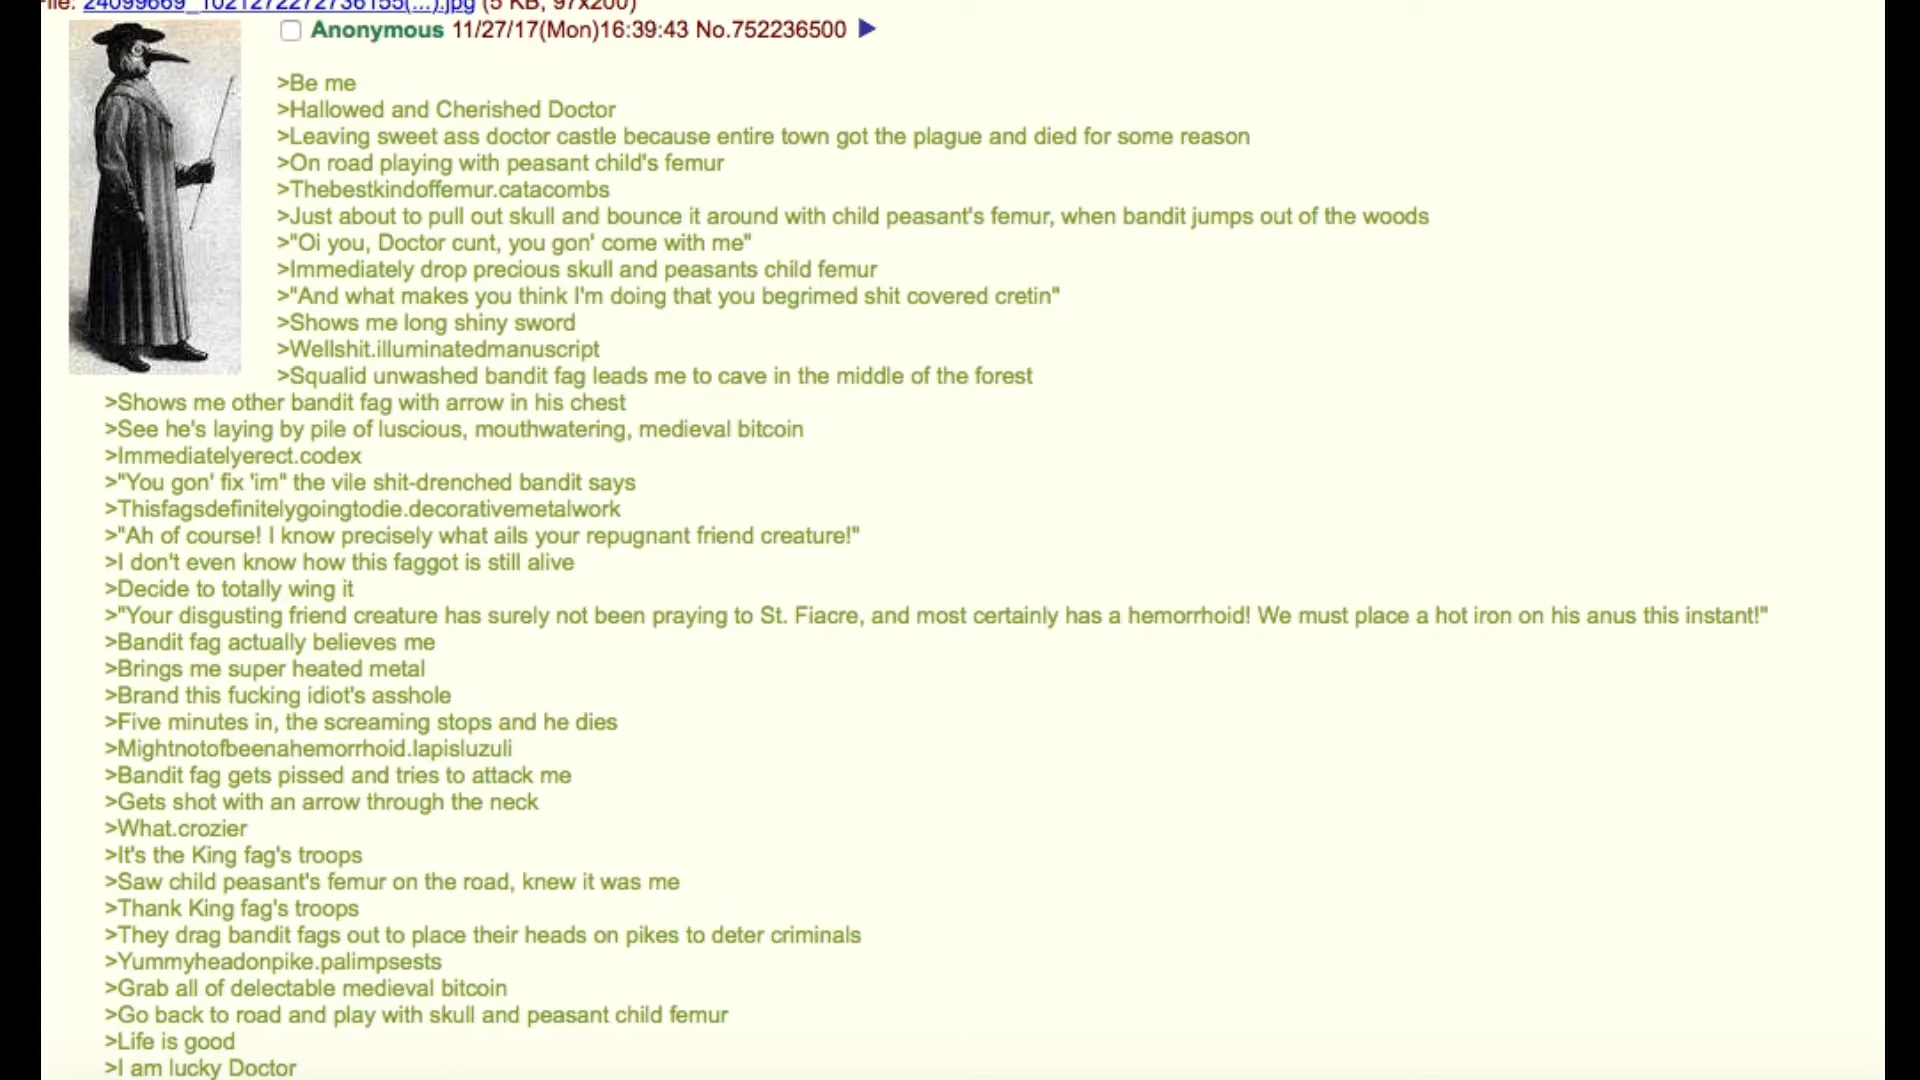 File: 24099669_1021272272736155(...).jpg (5 KB, 97x200)
Anonymous 11/27/17(Mon)16:39:43 No.752236500
>Be me
>Hallowed and Cherished Doctor
>Leaving sweet ass doctor castle because entire town got the plague and died for some reason
>On road playing with peasant child's femur
>Thebestkindoffemur.catacombs
>Just about to pull out skull and bounce it around with child peasant's femur, when bandit jumps out of the woods
>"Oi you, Doctor cunt, you gon' come with me"
>Immediately drop precious skull and peasants child femur
>"And what makes you think I'm doing that you begrimed shit covered cretin"
>Shows me long shiny sword
>Wellshit.illuminatedmanuscript
>Squalid unwashed bandit fag leads me to cave in the middle of the forest
>Shows me other bandit fag with arrow in his chest
>See he's laying by pile of luscious, mouthwatering, medieval bitcoin
>Immediatelyerect.codex
>"You gon' fix 'im" the vile shit-drenched bandit says
>Thisfagsdefinitelygoingtodie.decorativemetalwork
>"Ah of course! I know precisely what ails your repugnant friend creature!"
>I don't even know how this faggot is still alive
>Decide to totally wing it
>"Your disgusting friend creature has surely not been praying to St. Fiacre, and most certainly has a hemorrhoid! We must place a hot iron on his anus this instant!"
>Bandit fag actually believes me
>Brings me super heated metal
>Brand this fucking idiot's asshole
>Five minutes in, the screaming stops and he dies
>Mightnotofbeenahemorrhoid.lapisluzuli
>Bandit fag gets pissed and tries to attack me
>Gets shot with an arrow through the neck
>What.crozier
>It's the King fag's troops
>Saw child peasant's femur on the road, knew it was me
>Thank King fag's troops
>They drag bandit fags out to place their heads on pikes to deter criminals
>Yummyheadonpike.palimpsests
>Grab all of delectable medieval bitcoin
>Go back to road and play with skull and peasant child femur
>Life is good
>I am lucky Doctor